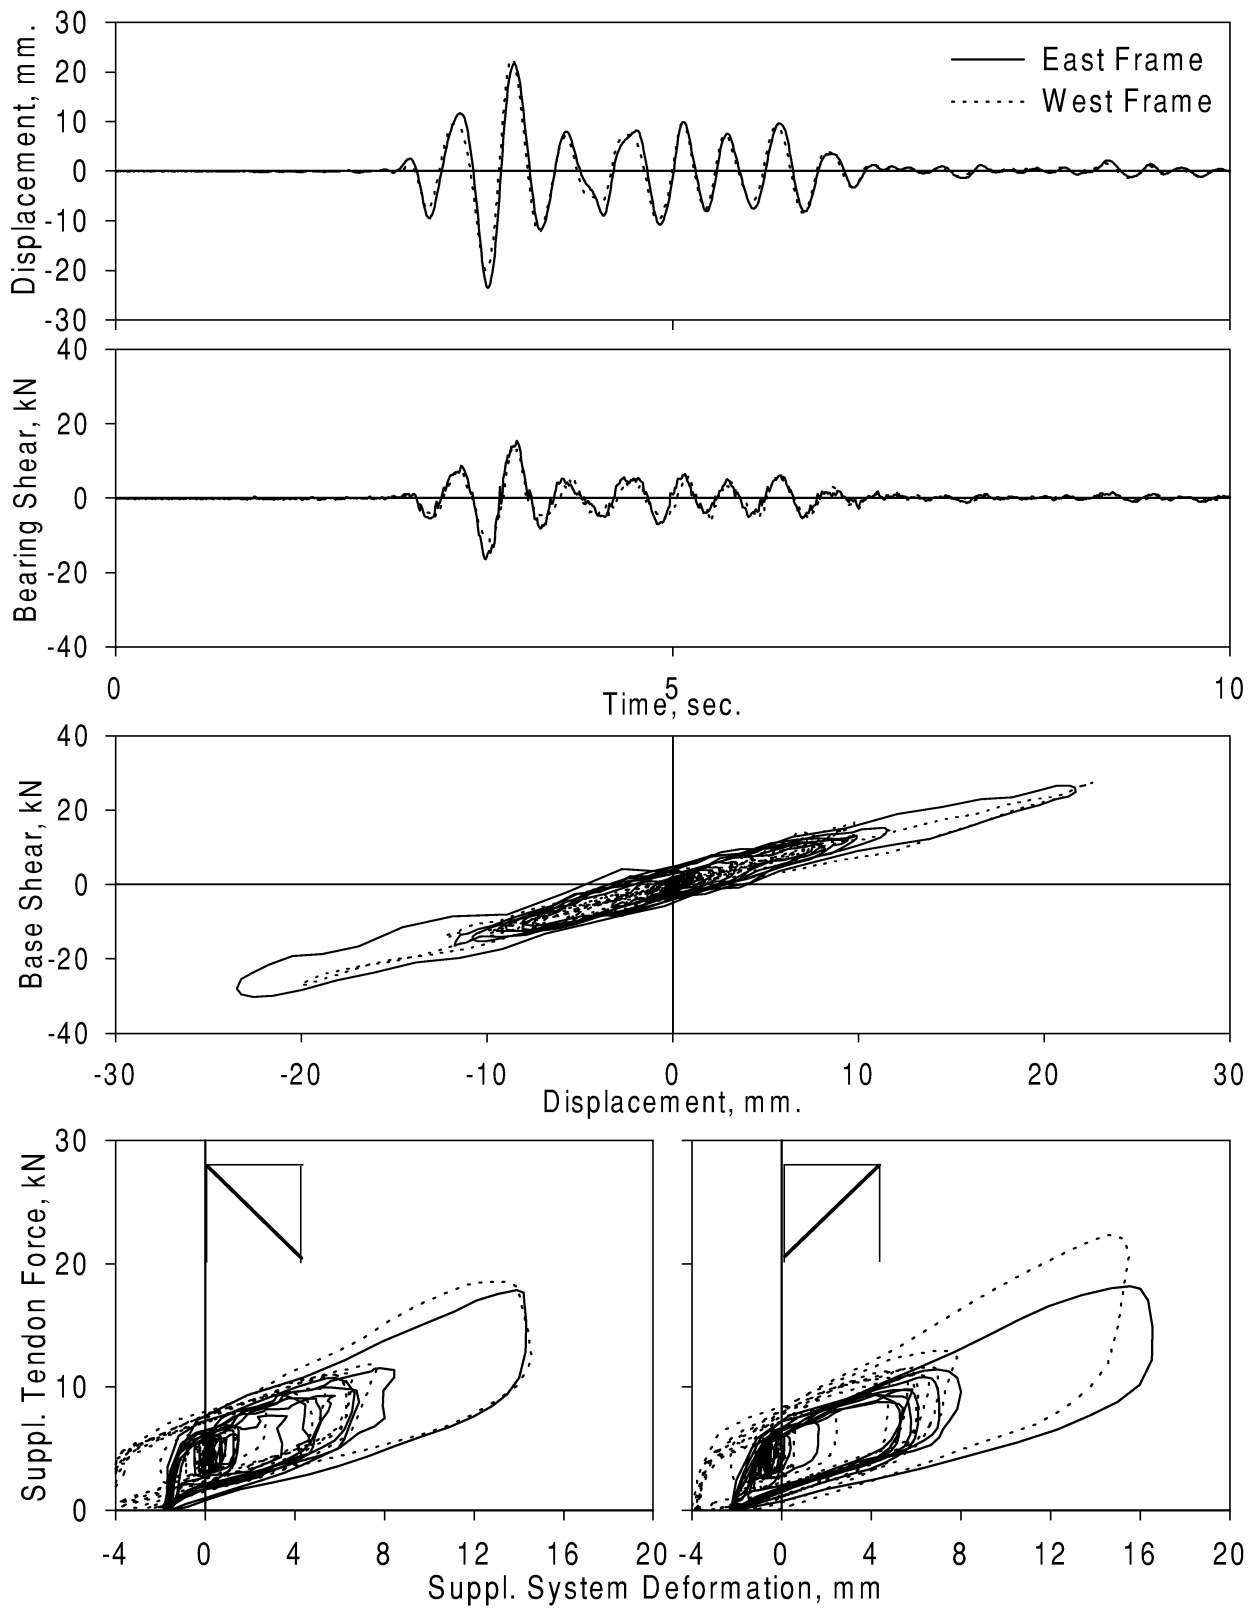 Displacement, mm.
30
20
10
0
-10
-20
-30
East Frame
West Frame
Bearing Shear, kN
40
20
0
-20
-40
0 5 10
Time, sec.
Base Shear, kN
40
20
0
-20
-40
-30 -20 -10 0 10 20 30
Displacement, mm.
Suppl. Tendon Force, kN
30
20
10
0
-4 0 4 8 12 16 20 -4 0 4 8 12 16 20
Suppl. System Deformation, mm